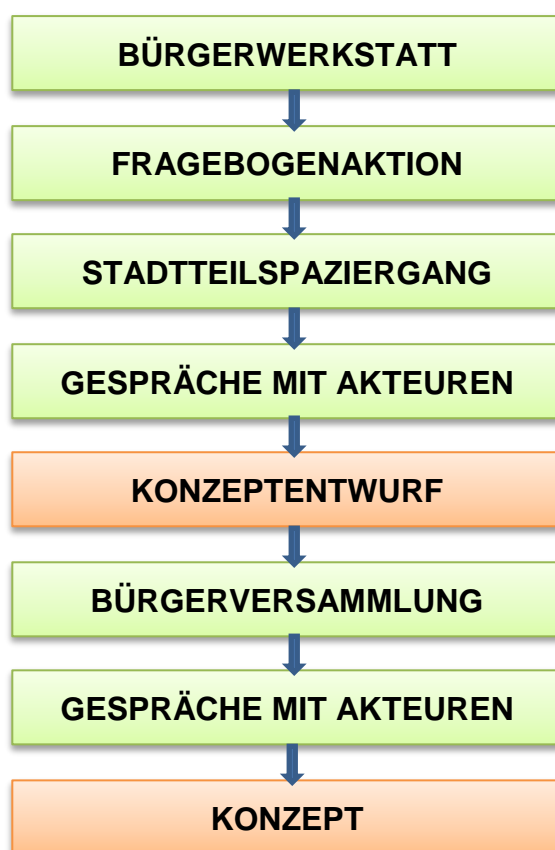 BÜRGERWERKSTATT
FRAGEBOGENAKTION
STADTTEILSPAZIERGANG
GESPRÄCHE MIT AKTEUREN
KONZEPTENTWURF
BÜRGERVERSAMMLUNG
GESPRÄCHE MIT AKTEUREN
KONZEPT